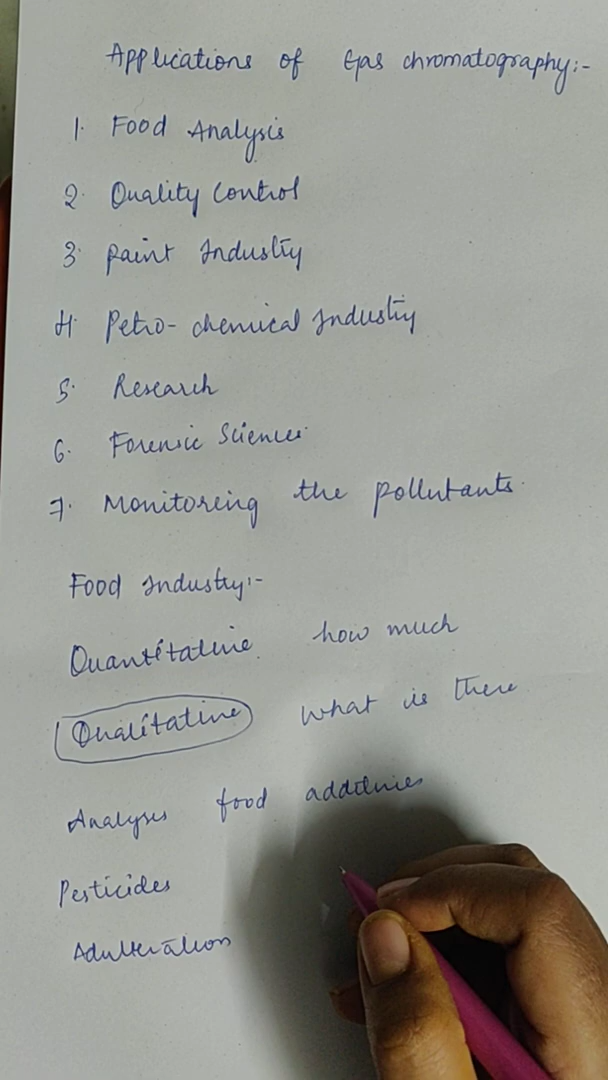 Applications of Gas chromatography:-
1. Food Analysis
2. Quality Control
3. paint Industry
4. Petro-chemical Industry
5. Research
6. Forensic Sciences
7. Monitoring the pollutants.
Food Industry:-
Quantitative how much
Qualitative what is there
Analyses food additives
Pesticides
Adulteration